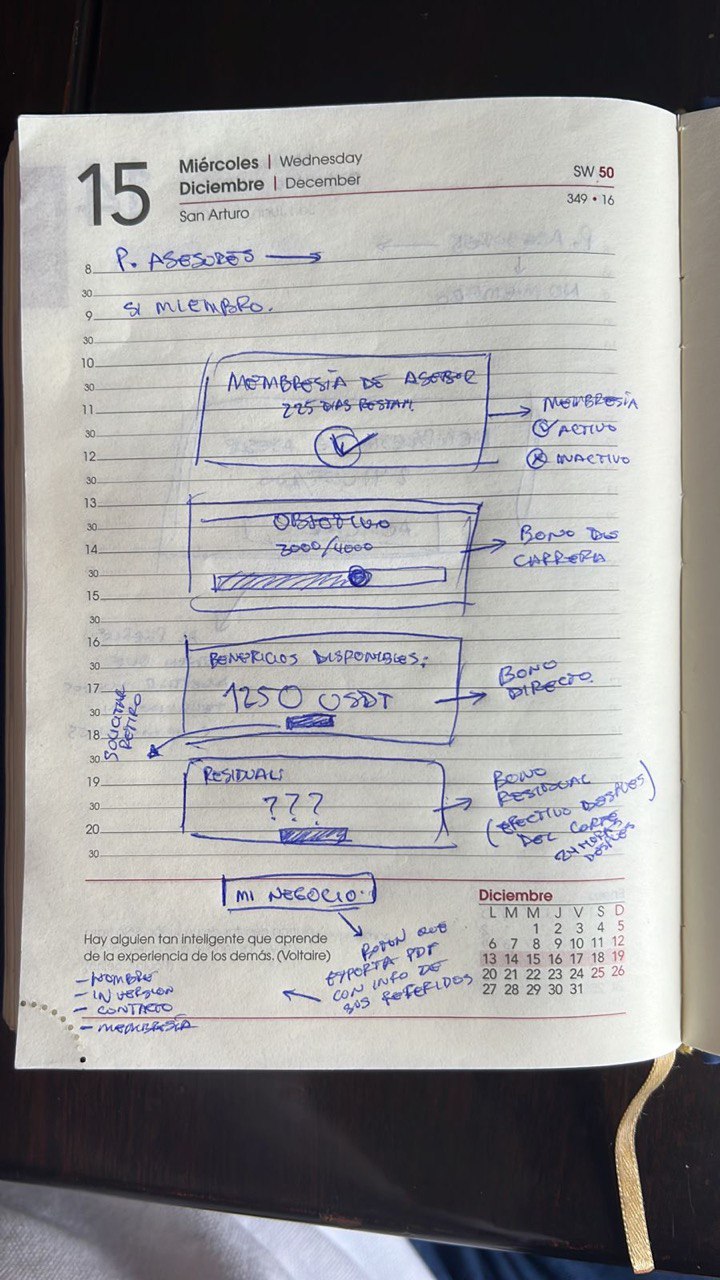 15
Miércoles | Wednesday
Diciembre | December
San Arturo
SW 50
349 • 16
8
P. ASESORES →
30
9
SI MIEMBRO.
30
10
30
MEMBRESÍA DE ASESOR
11
225 DIAS RESTAN.
30
12
30
→ MEMBRESÍA
ACTIVO
INACTIVO
13
30
OBJETIVO
14
3000/4000
30
15
30
→ BONO DE
CARRERA
16
30
BENEFICIOS DISPONIBLES:
17
1250 USDT
30
18
→ BONO
DIRECTO.
SOLICITAR
RETIRO
30
RESIDUAL:
19
30
???
20
30
→ BONO
RESIDUAL
(EFECTIVO DESPUES
DEL CORTE
24 HORAS
MI NEGOCIO.
BOTON QUE
EXPORTA PDF
CON INFO DE
SUS REFERIDOS
Hay alguien tan inteligente que aprende
de la experiencia de los demás. (Voltaire)
- NOMBRE
- INVERSION
- CONTACTO
- MEMBRESÍA
Diciembre
L M M J V S D
1 2 3 4 5
6 7 8 9 10 11 12
13 14 15 16 17 18 19
20 21 22 23 24 25 26
27 28 29 30 31